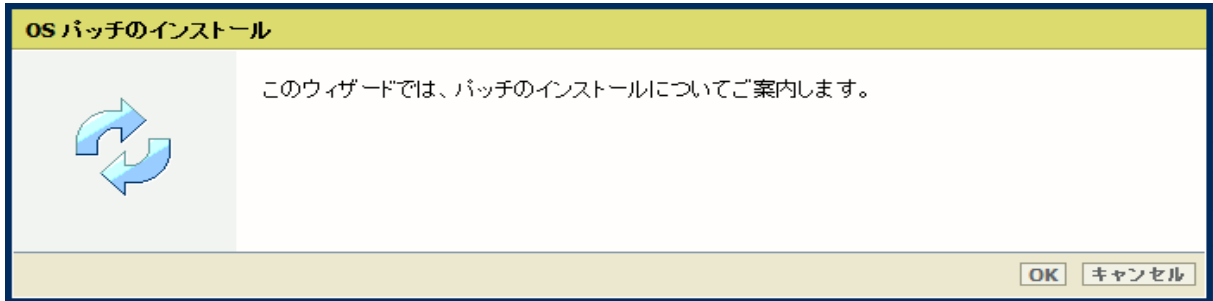 OS パッチのインストール
このウィザードでは、パッチのインストールについてご案内します。
OK キャンセル